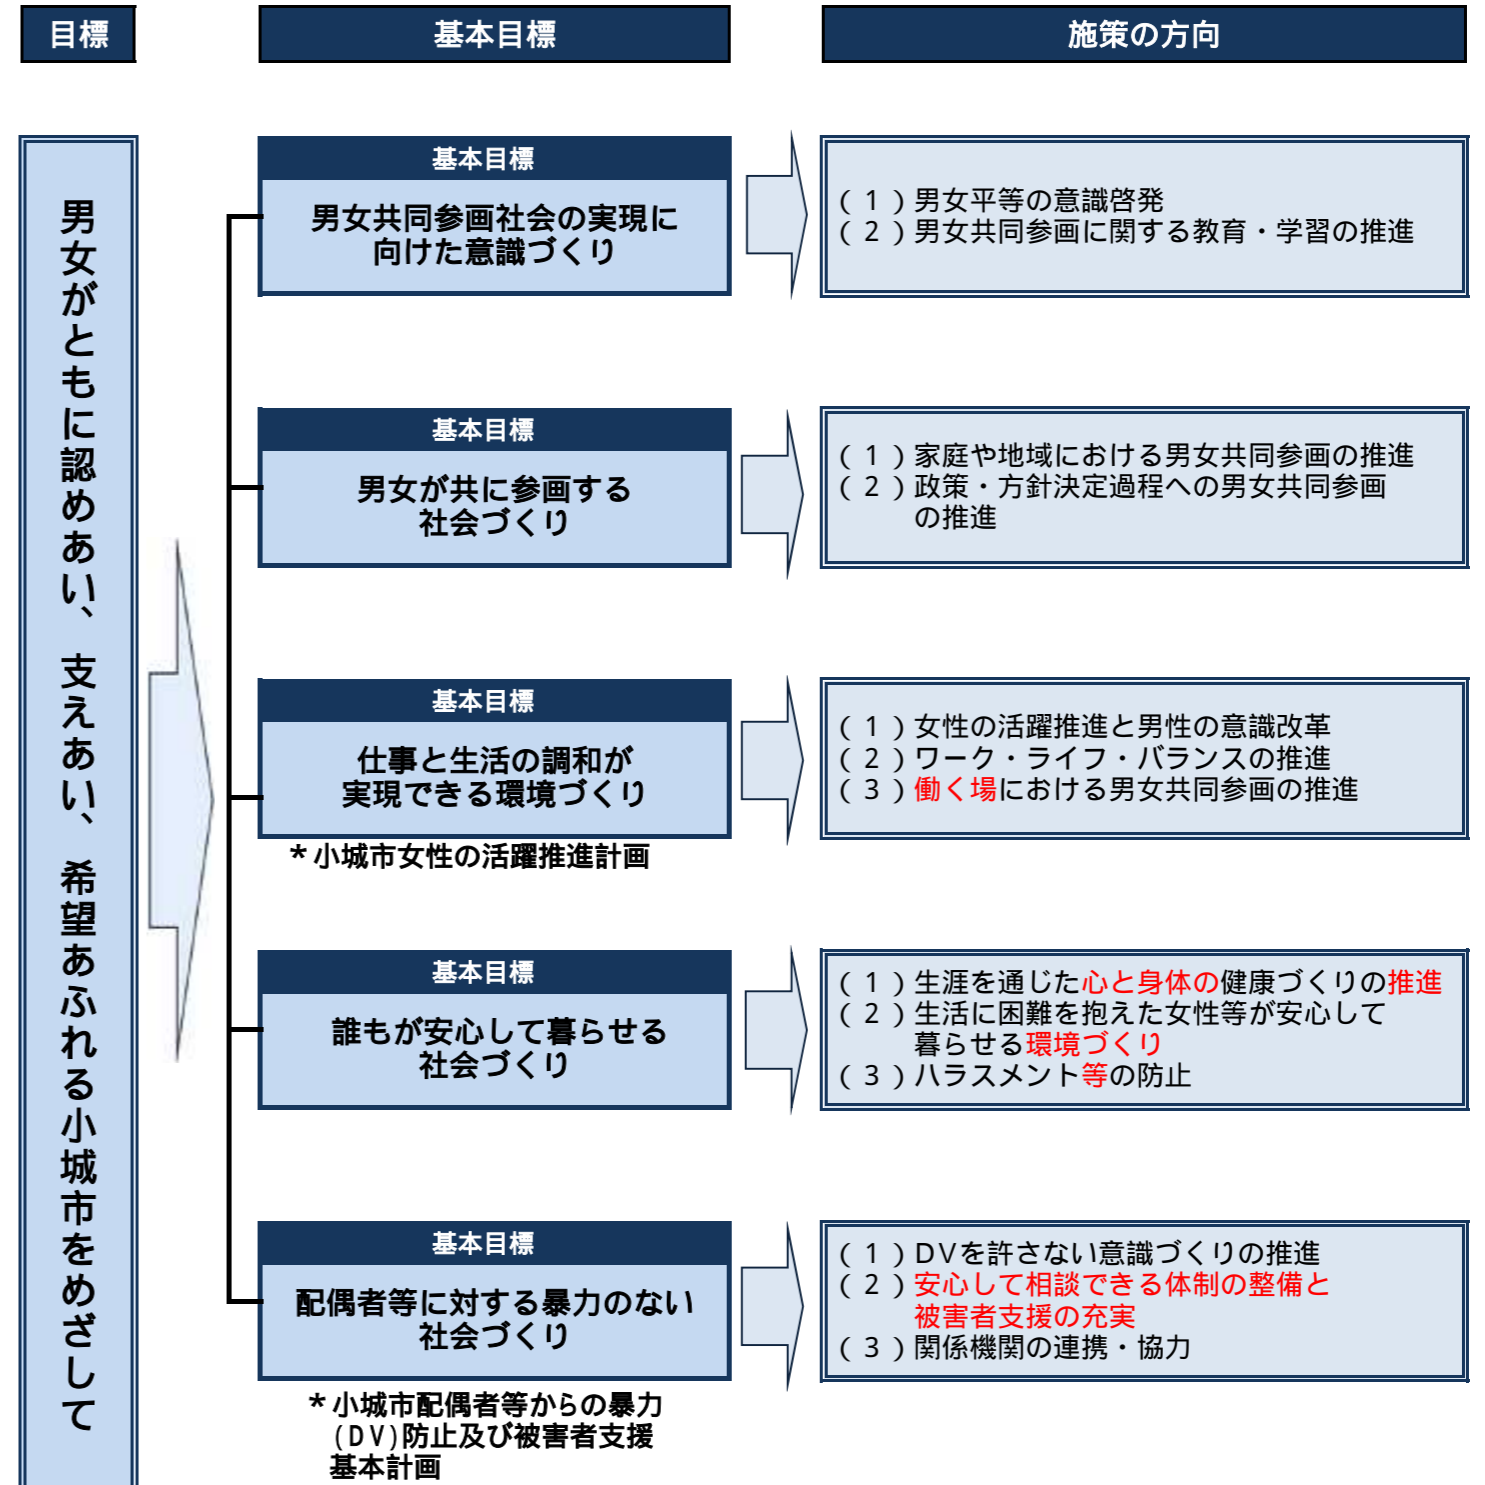 目標
基本目標
施策の方向
男女がともに認めあい、支えあい、希望あふれる小城市をめざして
基本目標
男女共同参画社会の実現に
向けた意識づくり
(1)男女平等の意識啓発
(2)男女共同参画に関する教育・学習の推進
基本目標
男女が共に参画する
社会づくり
(1)家庭や地域における男女共同参画の推進
(2)政策・方針決定過程への男女共同参画
の推進
基本目標
仕事と生活の調和が
実現できる環境づくり
*小城市女性の活躍推進計画
(1)女性の活躍推進と男性の意識改革
(2)ワーク・ライフ・バランスの推進
(3)働く場における男女共同参画の推進
基本目標
誰もが安心して暮らせる
社会づくり
(1)生涯を通じた心と身体の健康づくりの推進
(2)生活に困難を抱えた女性等が安心して
暮らせる環境づくり
(3)ハラスメント等の防止
基本目標
配偶者等に対する暴力のない
社会づくり
*小城市配偶者等からの暴力
(DV)防止及び被害者支援
基本計画
(1)DVを許さない意識づくりの推進
(2)安心して相談できる体制の整備と
被害者支援の充実
(3)関係機関の連携・協力